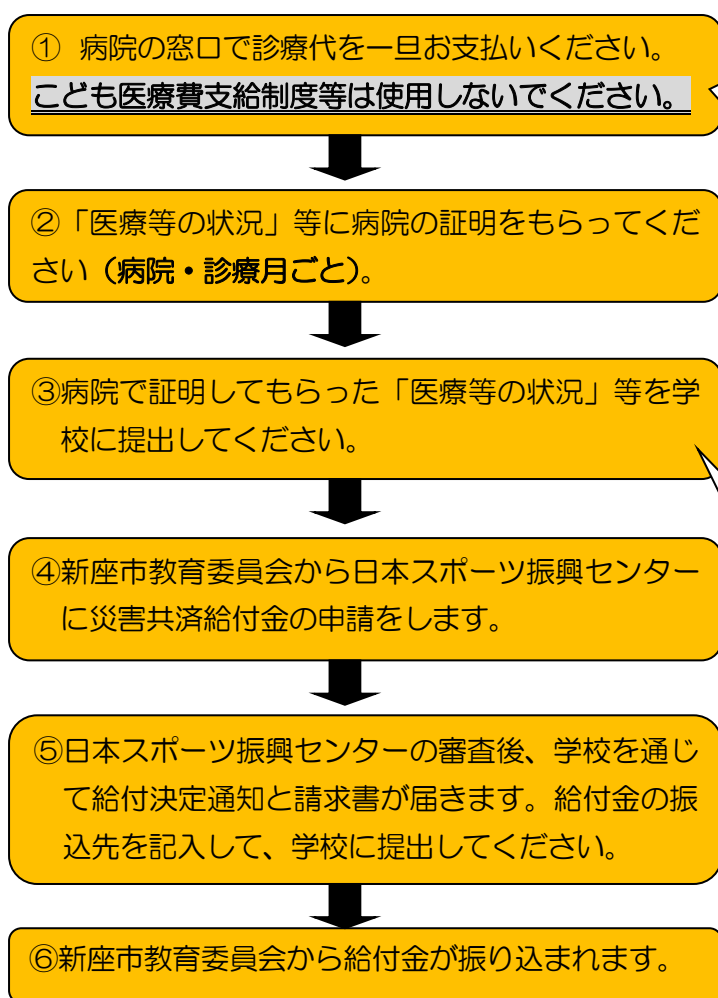 ① 病院の窓口で診療代を一旦お支払いください。
こども医療費支給制度等は使用しないでください。
②「医療等の状況」等に病院の証明をもらってくだ
さい（病院・診療月ごと）。
③病院で証明してもらった「医療等の状況」等を学
校に提出してください。
④新座市教育委員会から日本スポーツ振興センター
に災害共済給付金の申請をします。
⑤日本スポーツ振興センターの審査後、学校を通じ
て給付決定通知と請求書が届きます。給付金の振
込先を記入して、学校に提出してください。
⑥新座市教育委員会から給付金が振り込まれます。